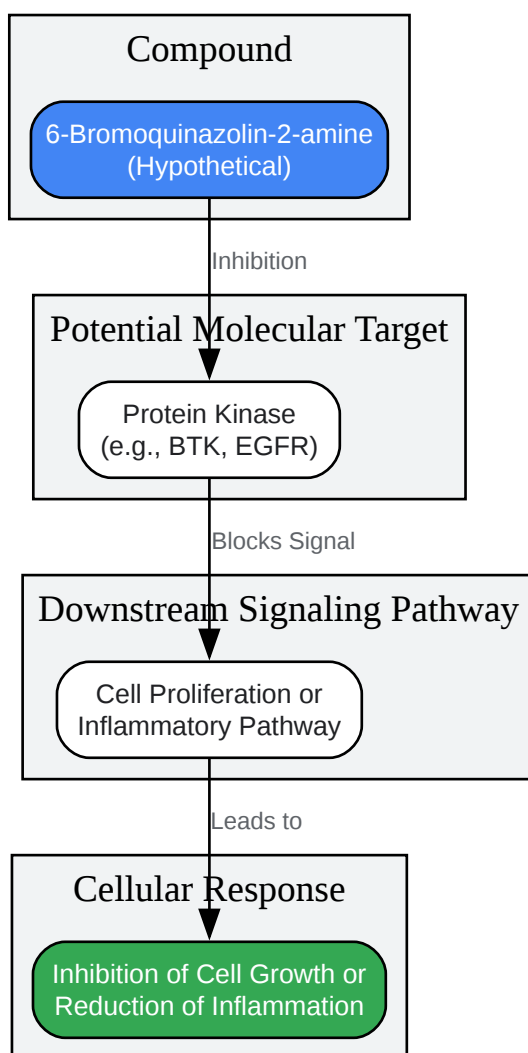 Compound
6-Bromoquinazolin-2-amine
(Hypothetical)
Inhibition
Potential Molecular Target
Protein Kinase
(e.g., BTK, EGFR)
Blocks Signal
Downstream Signaling Pathway
Cell Proliferation or
Inflammatory Pathway
Leads to
Cellular Response
Inhibition of Cell Growth or
Reduction of Inflammation